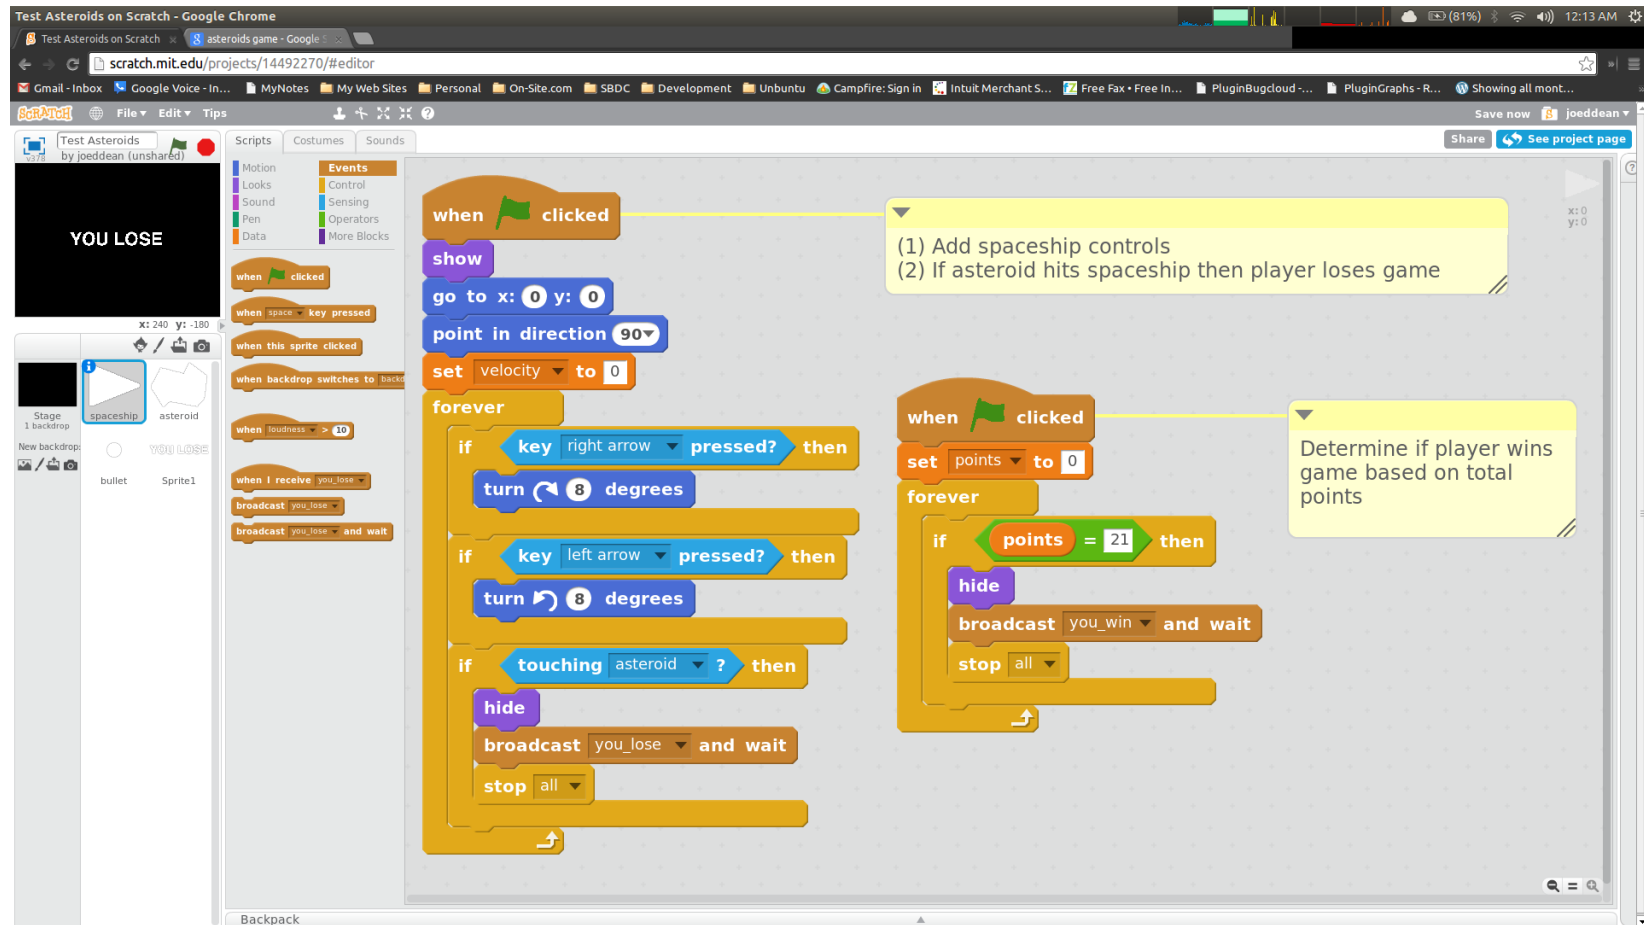 Test Asteroids on Scratch - Google Chrome
(81%) 12:13 AM
Test Asteroids on Scratch
asteroids game - Google
scratch.mit.edu/projects/14492270/#editor
Gmail - Inbox Google Voice - In... MyNotes My Web Sites Personal On-Site.com SBDC Development Unbuntu Campfire: Sign in Intuit Merchant S... Free Fax • Free In... PluginBugcloud -... PluginGraphs - R... Showing all mont...
SCRATCH File Edit Tips Save now joeddean
Test Asteroids
by joeddean (unshared)
v378
Scripts Costumes Sounds
Share See project page
YOU LOSE
x: 240 y: -180
Stage
1 backdrop
New backdrop:
spaceship
asteroid
bullet
YOU LOSE
Sprite1
Motion Events
Looks Control
Sound Sensing
Pen Operators
Data More Blocks
when clicked
when space key pressed
when this sprite clicked
when backdrop switches to backd
when loudness > 10
when I receive you_lose
broadcast you_lose
broadcast you_lose and wait
when clicked
show
go to x: 0 y: 0
point in direction 90
set velocity to 0
forever
if key right arrow pressed? then
turn 8 degrees
if key left arrow pressed? then
turn 8 degrees
if touching asteroid ? then
hide
broadcast you_lose and wait
stop all
(1) Add spaceship controls
(2) If asteroid hits spaceship then player loses game
x: 0
y: 0
when clicked
set points to 0
forever
if points = 21 then
hide
broadcast you_win and wait
stop all
Determine if player wins
game based on total
points
Backpack